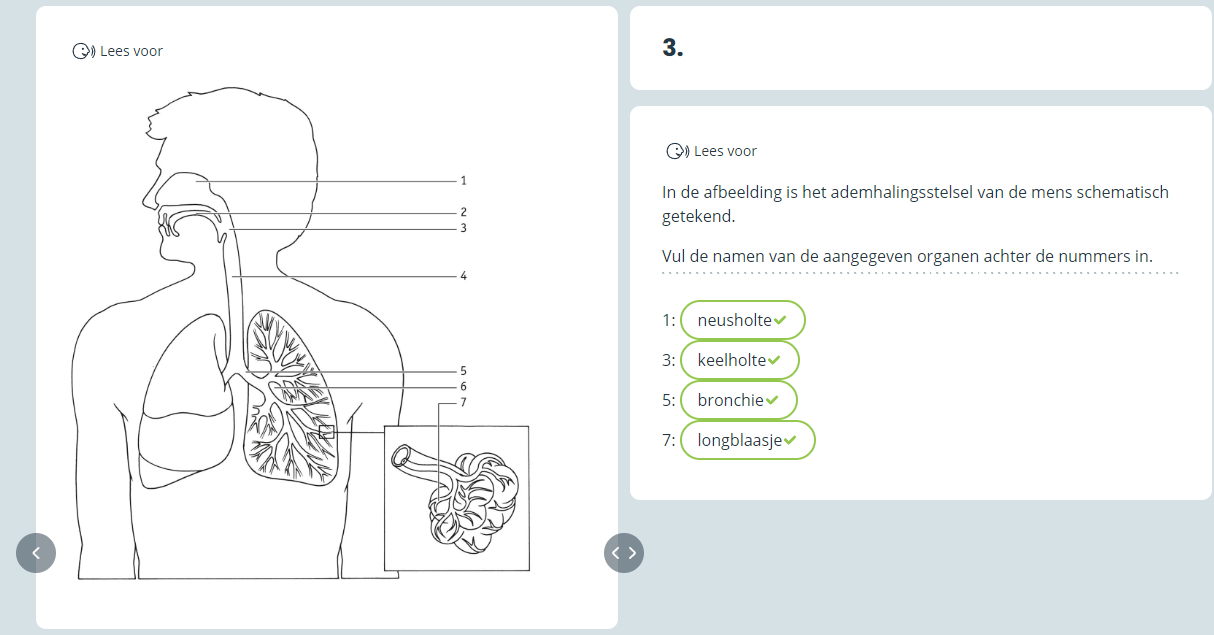 Lees voor
1
2
3
4
5
6
7
3.
Lees voor
In de afbeelding is het ademhalingsstelsel van de mens schematisch
getekend.
Vul de namen van de aangegeven organen achter de nummers in.
1: neusholte
3: keelholte
5: bronchie
7: longblaasje